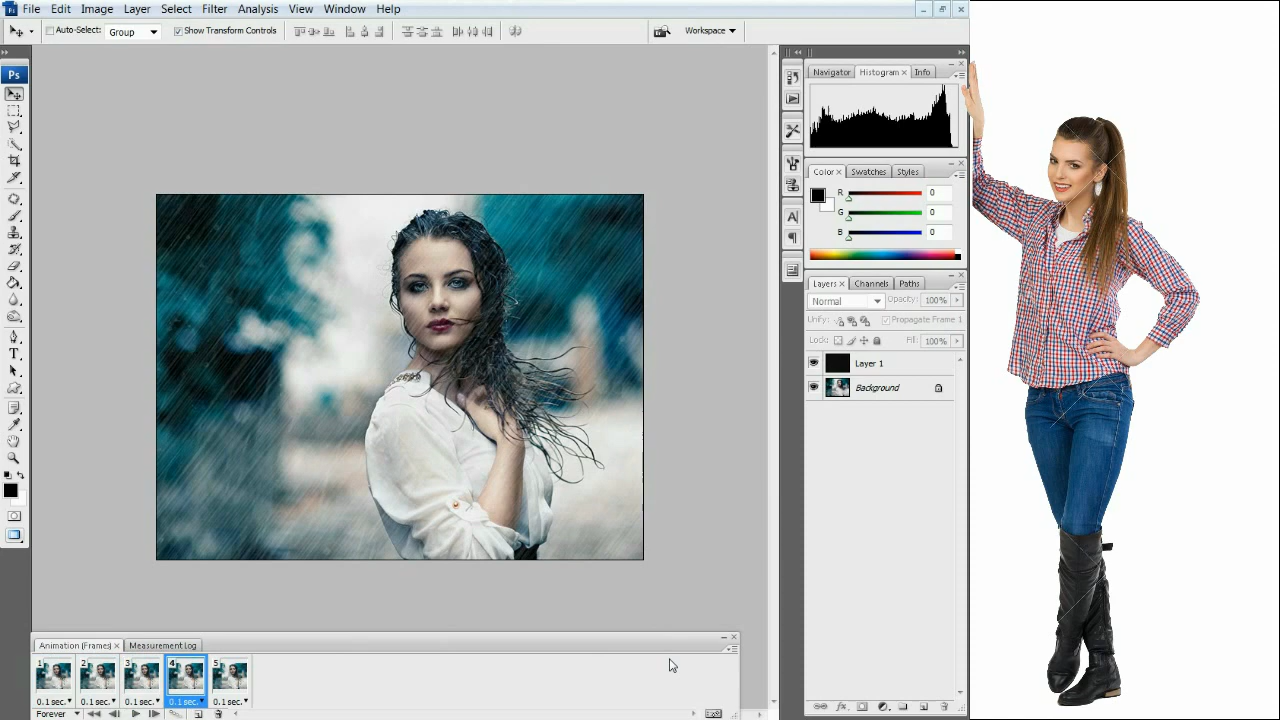 Ps File Edit Image Layer Select Filter Analysis View Window Help
Auto-Select: Group Show Transform Controls Workspace
Navigator Histogram Info
Ps
Color Swatches Styles
R 0
G 0
B 0
Layers Channels Paths
Normal Opacity: 100%
Unify: Propagate Frame 1
Lock: Fill: 100%
Layer 1
Background
Animation (Frames) Measurement Log
1 2 3 4 5
0.1 sec. 0.1 sec. 0.1 sec. 0.1 sec. 0.1 sec.
Forever